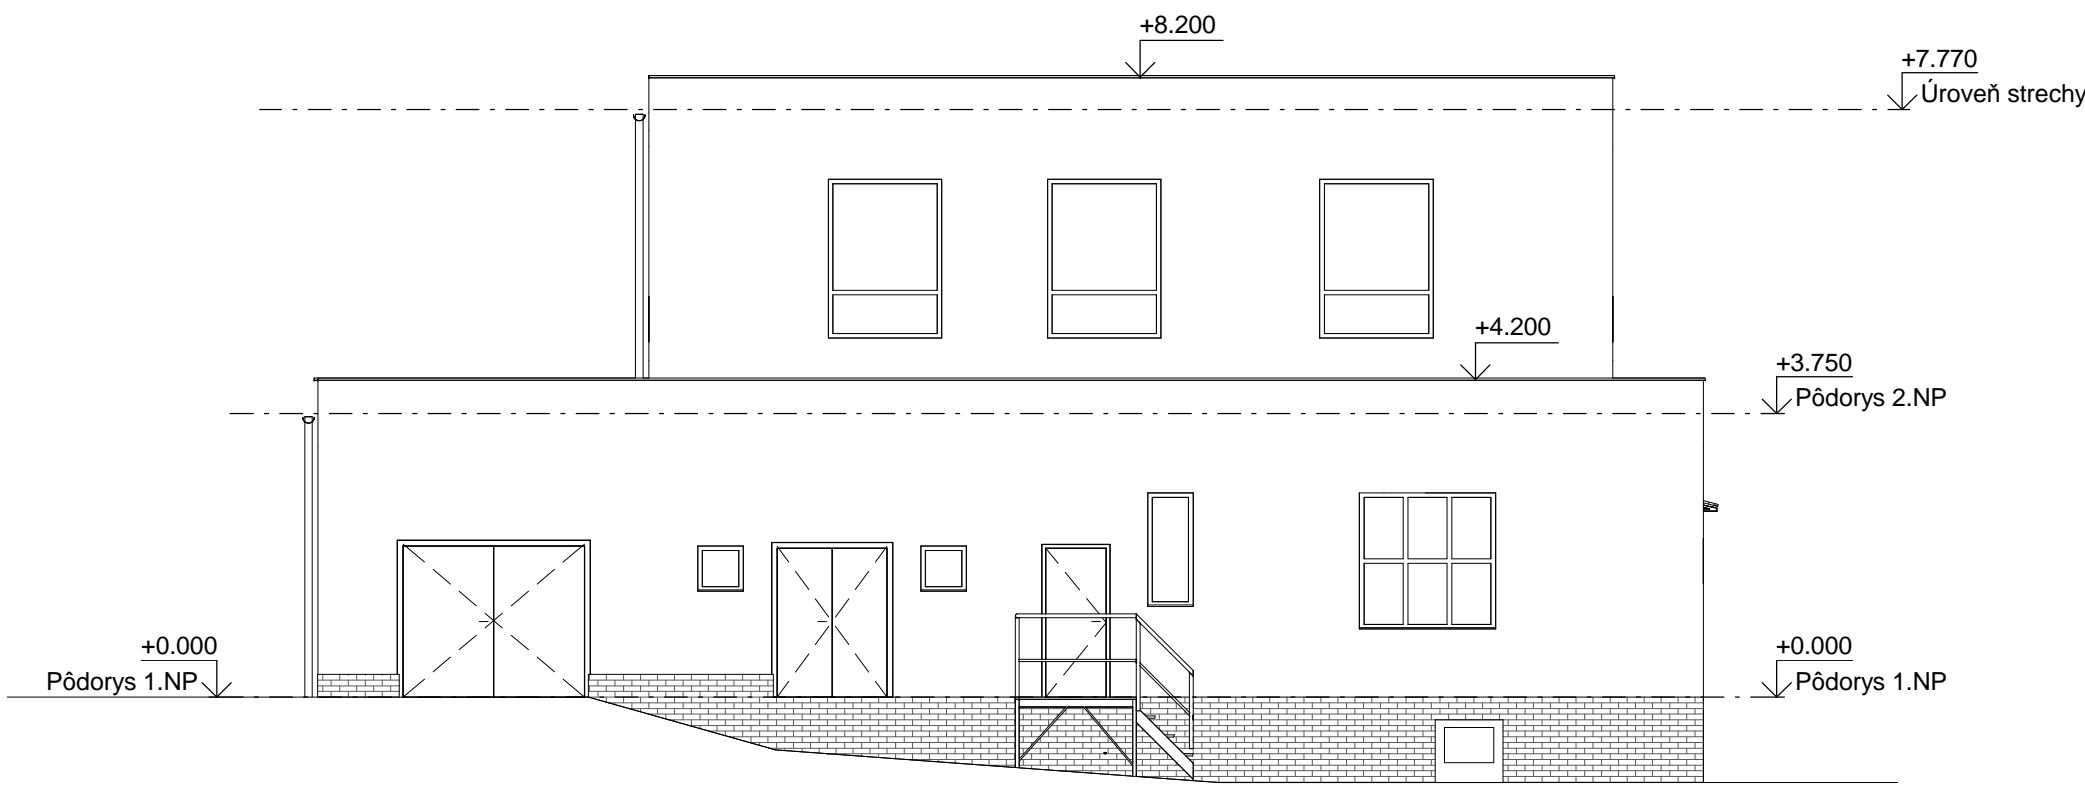 +8.200
+7.770
Úroveň strechy
+4.200
+3.750
Pôdorys 2.NP
+0.000
Pôdorys 1.NP
+0.000
Pôdorys 1.NP